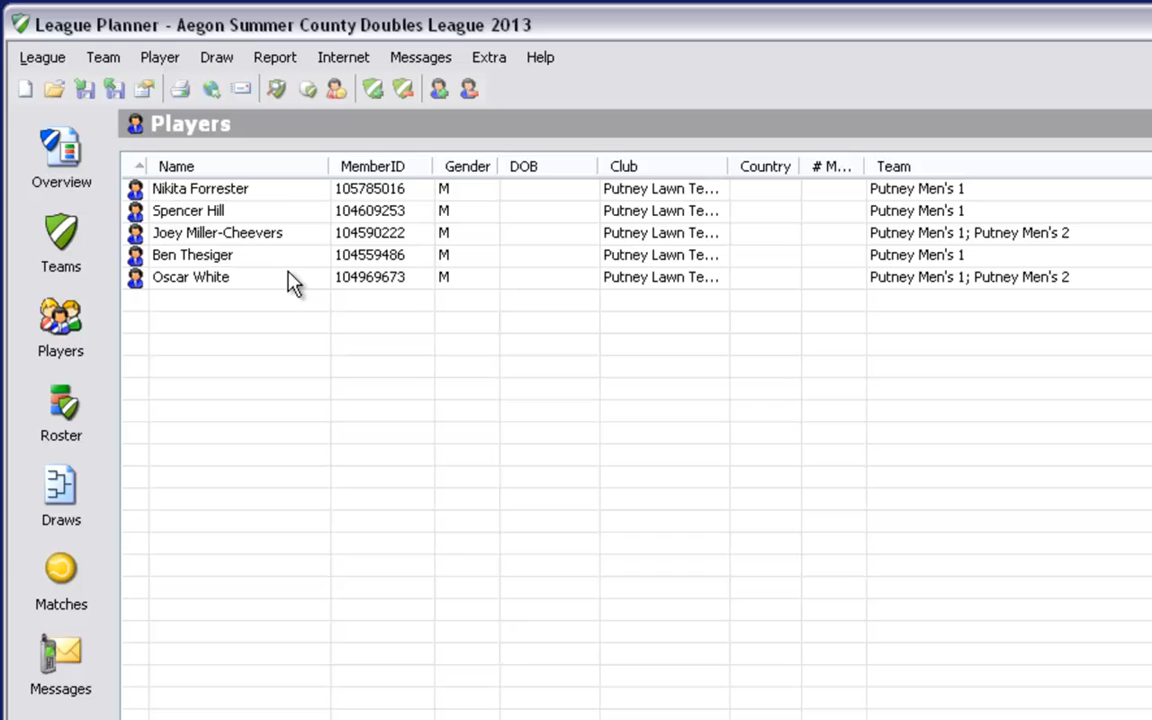 League Planner - Aegon Summer County Doubles League 2013
League Team Player Draw Report Internet Messages Extra Help
Players
Name MemberID Gender DOB Club Country # M... Team
Nikita Forrester 105785016 M Putney Lawn Te... Putney Men's 1
Spencer Hill 104609253 M Putney Lawn Te... Putney Men's 1
Joey Miller-Cheevers 104590222 M Putney Lawn Te... Putney Men's 1; Putney Men's 2
Ben Thesiger 104559486 M Putney Lawn Te... Putney Men's 1
Oscar White 104969673 M Putney Lawn Te... Putney Men's 1; Putney Men's 2
Overview
Teams
Players
Roster
Draws
Matches
Messages